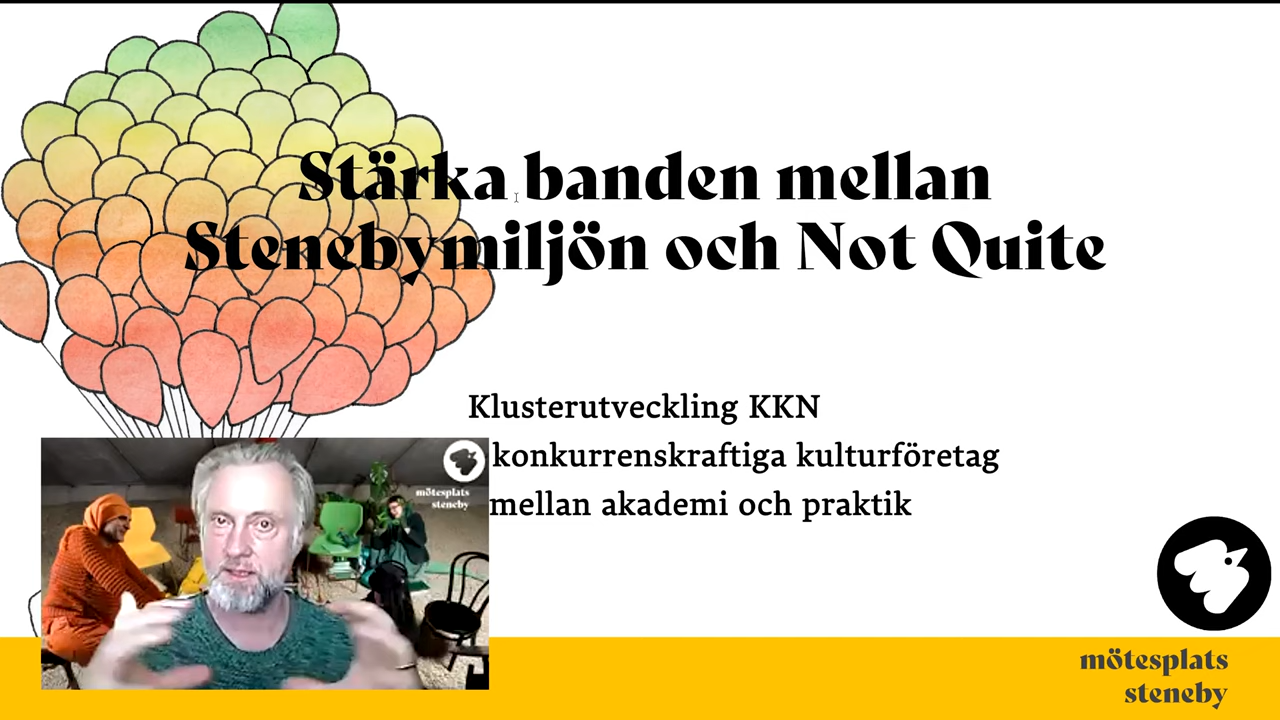 Stärka banden mellan
Stenebymiljön och Not Quite
Klusterutveckling KKN
konkurrenskraftiga kulturföretag
mellan akademi och praktik
mötesplats
steneby
mötesplats
steneby